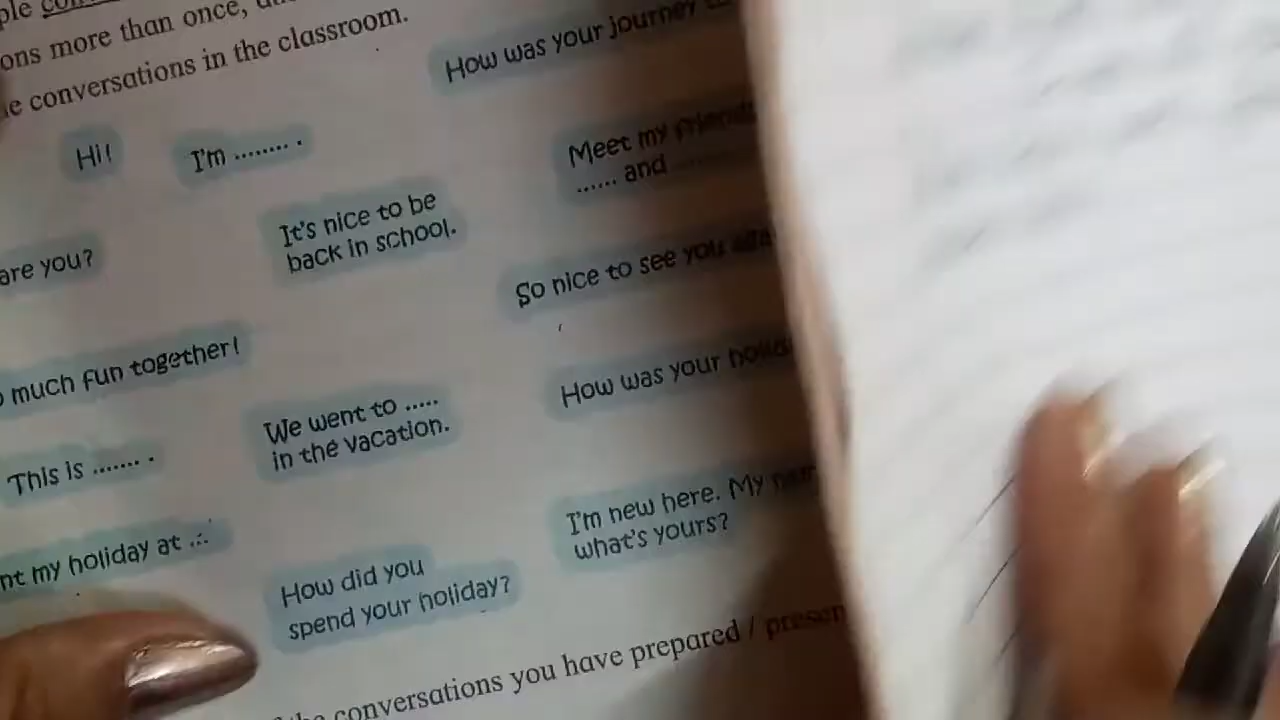 ons more than once,
conversations in the classroom.
How was your journey
Hi!
I'm ........ .
Meet my friends
...... and ........
It's nice to be
back in school.
are you?
So nice to see you
much fun together!
How was your
We went to .....
in the vacation.
This is ....... .
I'm new here. My
what's yours?
my holiday at ...
How did you
spend your holiday?
conversations you have prepared /